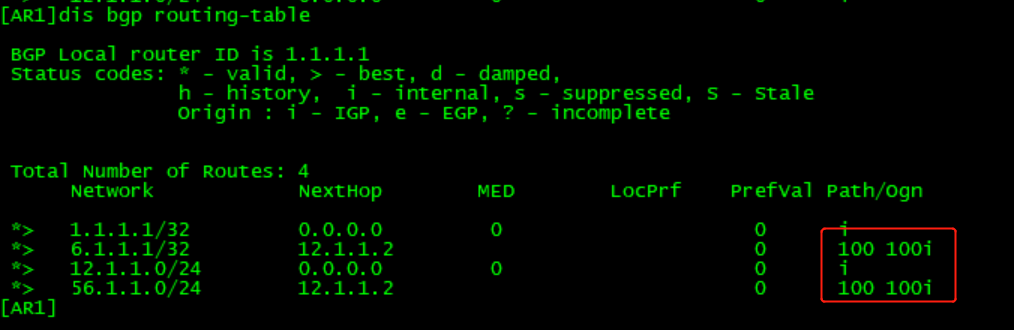 [AR1]dis bgp routing-table
BGP Local router ID is 1.1.1.1
Status codes: * - valid, > - best, d - damped,
h - history, i - internal, s - suppressed, S - Stale
Origin : i - IGP, e - EGP, ? - incomplete
Total Number of Routes: 4
Network NextHop MED LocPrf PrefVal Path/Ogn
*> 1.1.1.1/32 0.0.0.0 0 0 i
*> 6.1.1.1/32 12.1.1.2 0 100 100i
*> 12.1.1.0/24 0.0.0.0 0 0 i
*> 56.1.1.0/24 12.1.1.2 0 100 100i
[AR1]